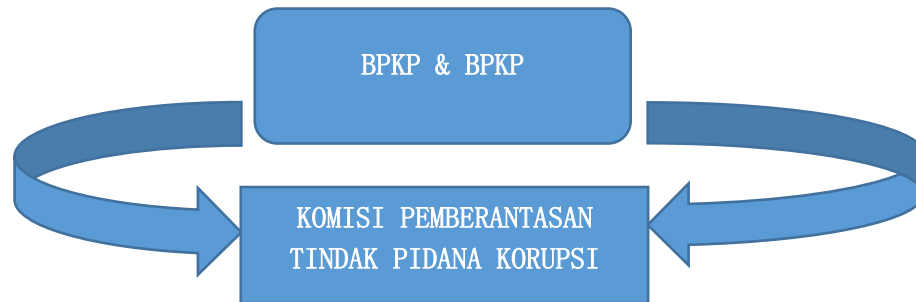 BPKP & BPKP
KOMISI PEMBERANTASAN
TINDAK PIDANA KORUPSI